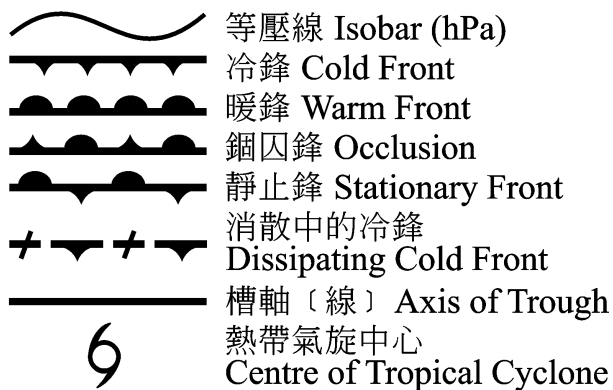 等壓線 Isobar (hPa)
冷鋒 Cold Front
暖鋒 Warm Front
錮囚鋒 Occlusion
靜止鋒 Stationary Front
消散中的冷鋒
Dissipating Cold Front
槽軸﹝線﹞ Axis of Trough
熱帶氣旋中心
Centre of Tropical Cyclone